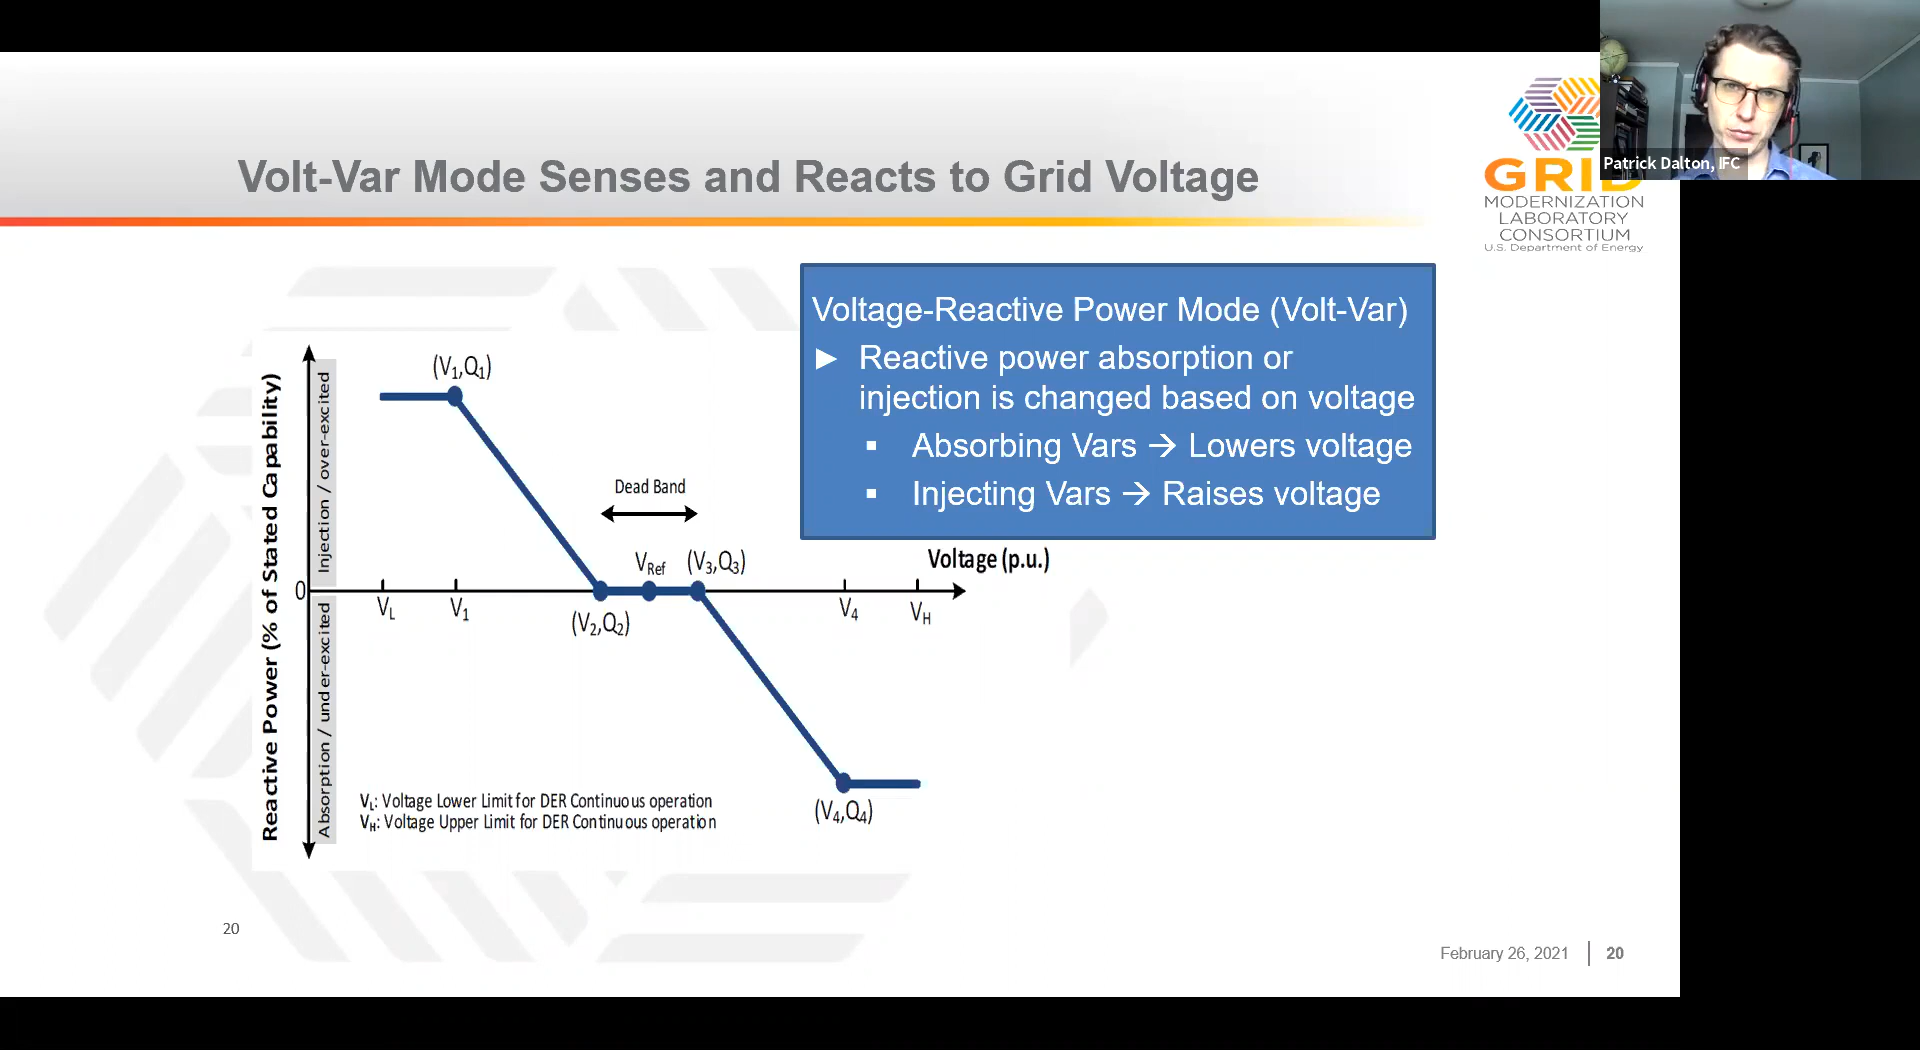 Volt-Var Mode Senses and Reacts to Grid Voltage
GRID
MODERNIZATION
LABORATORY
CONSORTIUM
U.S. Department of Energy
Patrick Dalton, IFC
Voltage-Reactive Power Mode (Volt-Var)
► Reactive power absorption or
injection is changed based on voltage
▪ Absorbing Vars → Lowers voltage
▪ Injecting Vars → Raises voltage
Reactive Power (% of Stated Capability)
Injection / over-excited
Absorption / under-excited
(V1,Q1)
Dead Band
VRef
(V3,Q3)
Voltage (p.u.)
0
VL
V1
(V2,Q2)
V4
VH
(V4,Q4)
VL: Voltage Lower Limit for DER Continuous operation
VH: Voltage Upper Limit for DER Continuous operation
20
February 26, 2021
20